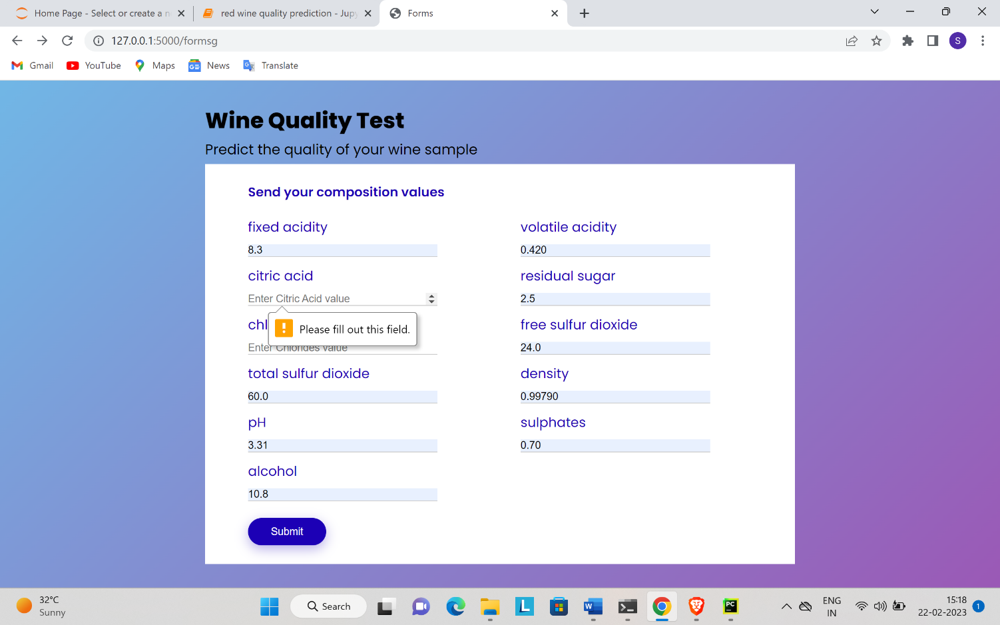 Home Page - Select or create a n
red wine quality prediction - Jup
Forms
127.0.0.1:5000/formsg
S
Gmail
YouTube
Maps
News
Translate
Wine Quality Test
Predict the quality of your wine sample
Send your composition values
fixed acidity
volatile acidity
8.3
0.420
citric acid
residual sugar
Enter Citric Acid value
2.5
chl
Please fill out this field.
free sulfur dioxide
Enter Chlorides value
24.0
total sulfur dioxide
density
60.0
0.99790
pH
sulphates
3.31
0.70
alcohol
10.8
Submit
32°C
Sunny
Search
ENG
IN
15:18
22-02-2023
1